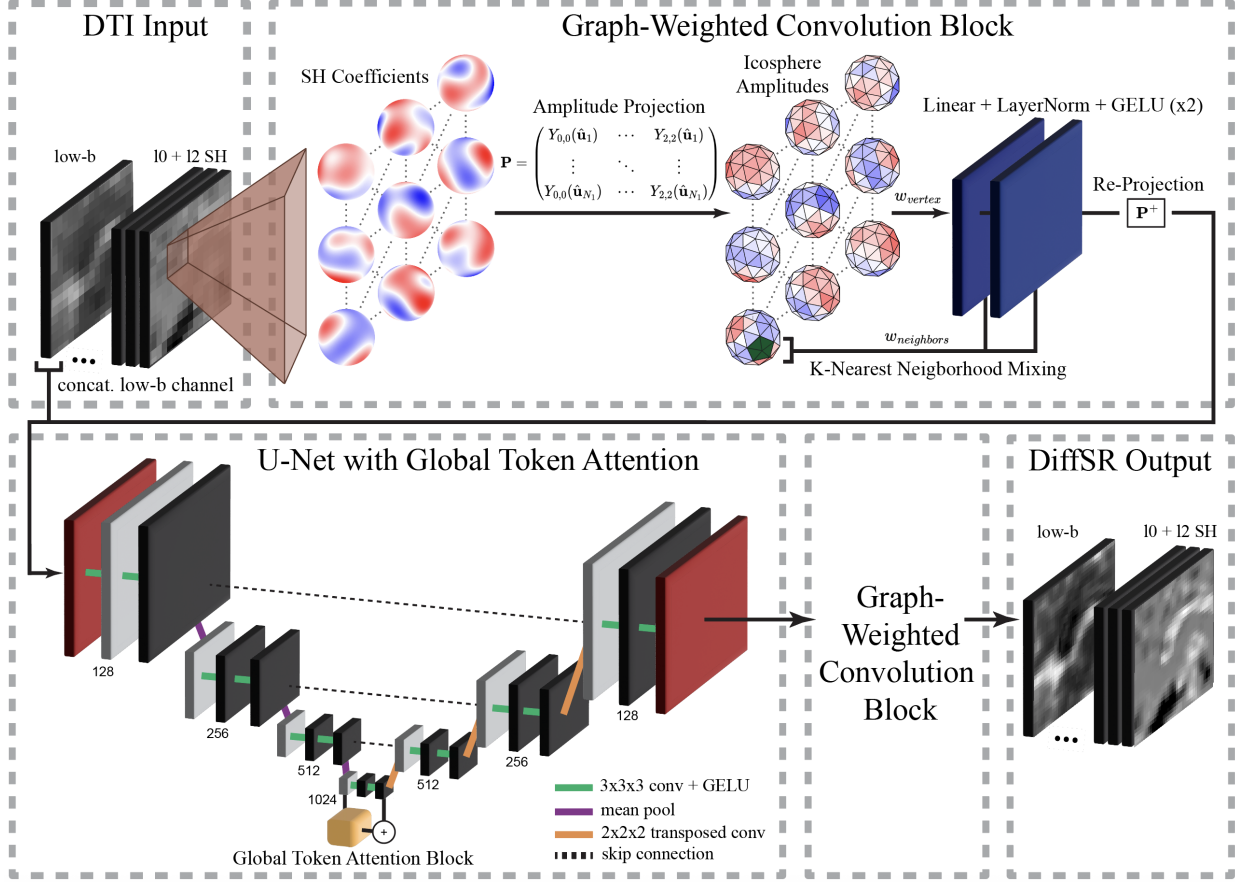 DTI Input
low-b
l0 + l2 SH
concat. low-b channel
Graph-Weighted Convolution Block
SH Coefficients
Amplitude Projection
P = ( Y0,0(û1) ⋯ Y2,2(û1)
⋮ ⋱ ⋮
Y0,0(ûN1) ⋯ Y2,2(ûN1) )
Icosphere
Amplitudes
Linear + LayerNorm + GELU (x2)
wvertex
Re-Projection
P+
wneighbors
K-Nearest Neigborhood Mixing
U-Net with Global Token Attention
128
256
512
1024
512
256
128
+
Global Token Attention Block
3x3x3 conv + GELU
mean pool
2x2x2 transposed conv
skip connection
Graph-
Weighted
Convolution
Block
DiffSR Output
low-b
l0 + l2 SH